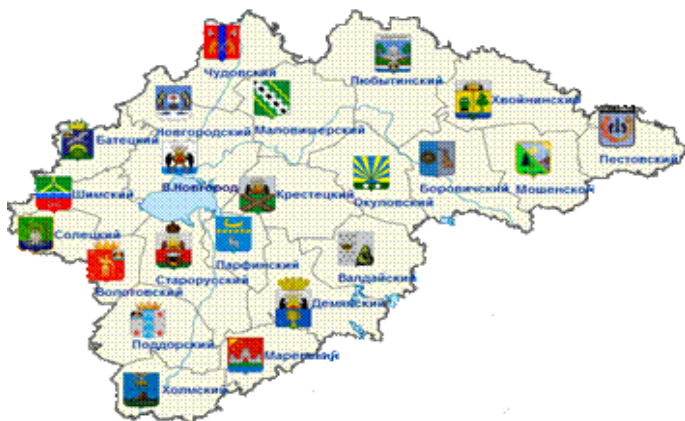 Чудовский
Любытинский
Хвойнинский
Новгородский
Маловишерский
Батецкий
Пестовский
Шимский
В.Новгород
Крестецкий
Окуловский
Боровичский
Мошенской
Солецкий
Парфинский
Старорусский
Валдайский
Волотовский
Демянский
Поддорский
Марёвский
Холмский